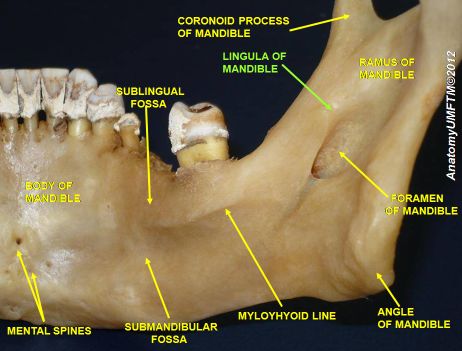 CORONOID PROCESS
OF MANDIBLE
LINGULA OF
MANDIBLE
RAMUS OF
MANDIBLE
SUBLINGUAL
FOSSA
BODY OF
MANDIBLE
FORAMEN
OF MANDIBLE
MENTAL SPINES
SUBMANDIBULAR
FOSSA
MYLOYHYOID LINE
ANGLE
OF MANDIBLE
AnatomyUMFTM©2012